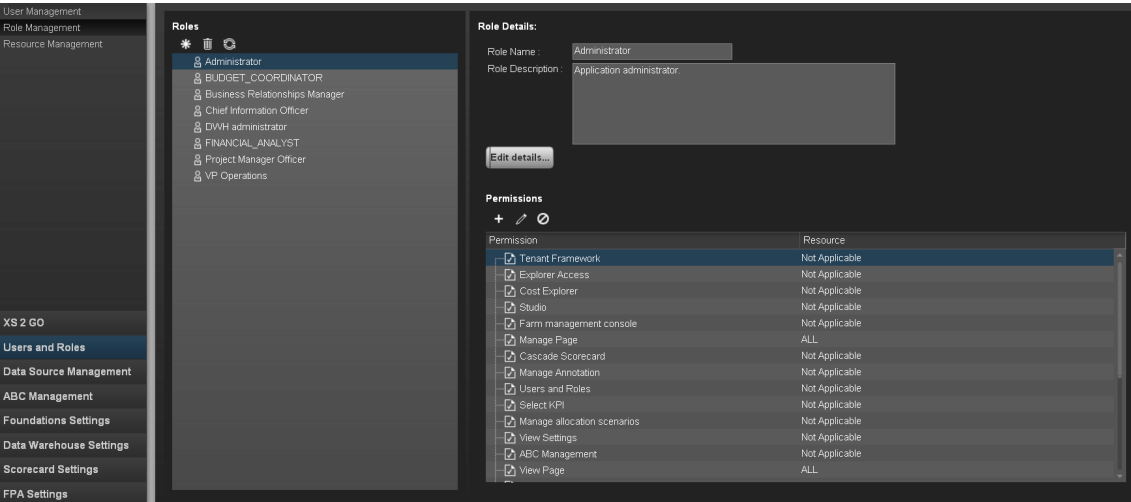 User Management
Role Management
Resource Management
XS 2 GO
Users and Roles
Data Source Management
ABC Management
Foundations Settings
Data Warehouse Settings
Scorecard Settings
FPA Settings
Roles
Administrator
BUDGET_COORDINATOR
Business Relationships Manager
Chief Information Officer
DWH administrator
FINANCIAL_ANALYST
Project Manager Officer
VP Operations
Role Details:
Role Name : Administrator
Role Description : Application administrator.
Edit details...
Permissions
Permission Resource
Tenant Framework Not Applicable
Explorer Access Not Applicable
Cost Explorer Not Applicable
Studio Not Applicable
Farm management console Not Applicable
Manage Page ALL
Cascade Scorecard Not Applicable
Manage Annotation Not Applicable
Users and Roles Not Applicable
Select KPI Not Applicable
Manage allocation scenarios Not Applicable
View Settings Not Applicable
ABC Management Not Applicable
View Page ALL